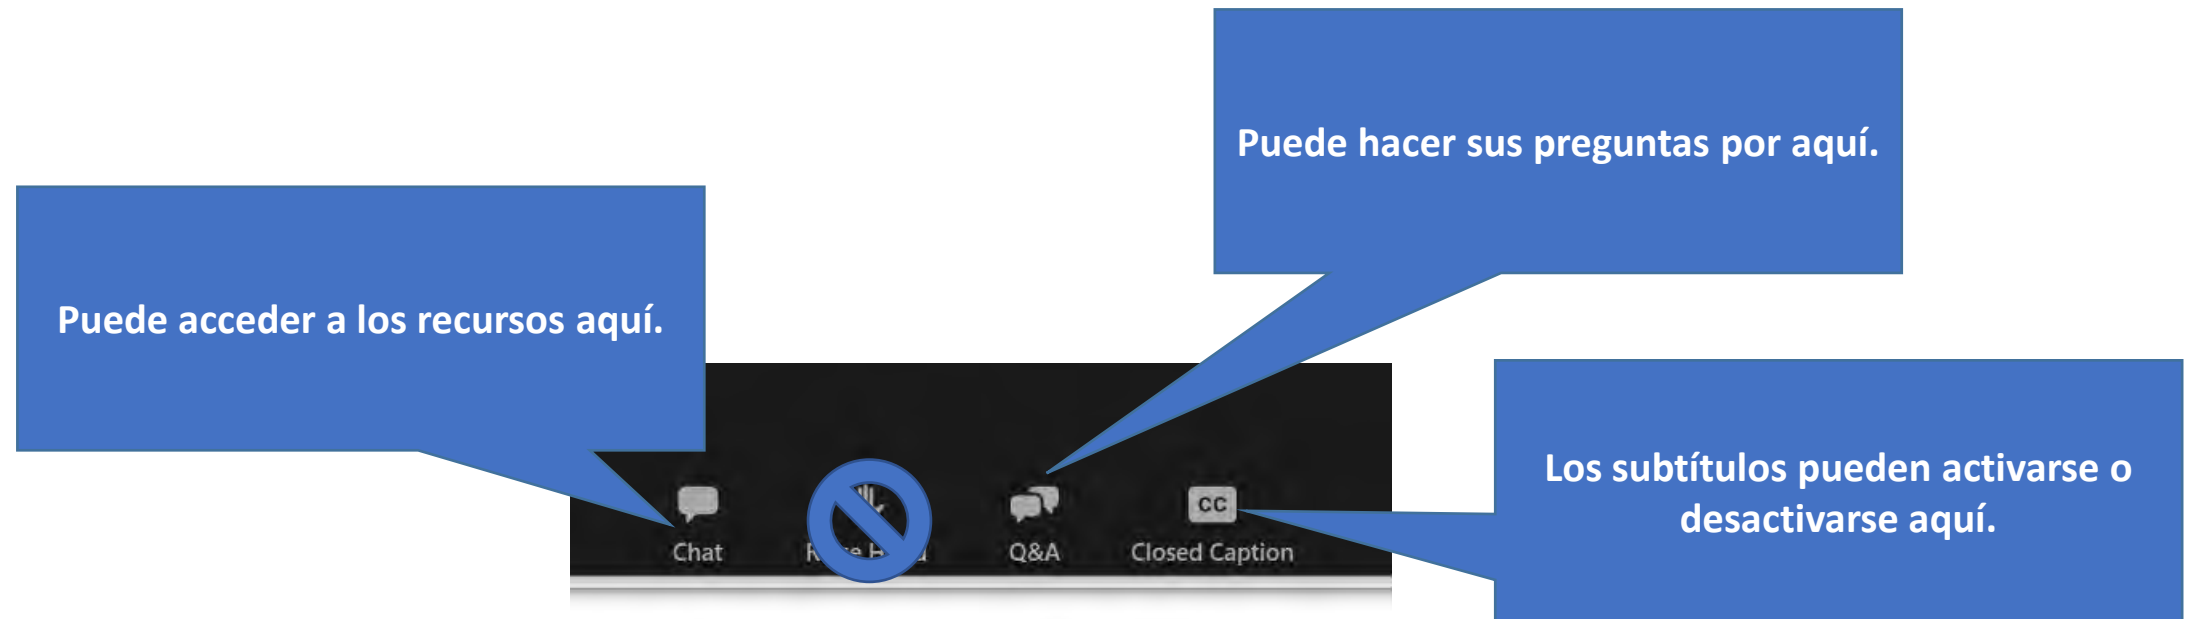 Puede hacer sus preguntas por aquí.
Puede acceder a los recursos aquí.
Los subtítulos pueden activarse o
desactivarse aquí.
CC
Chat
Q&A
Closed Caption